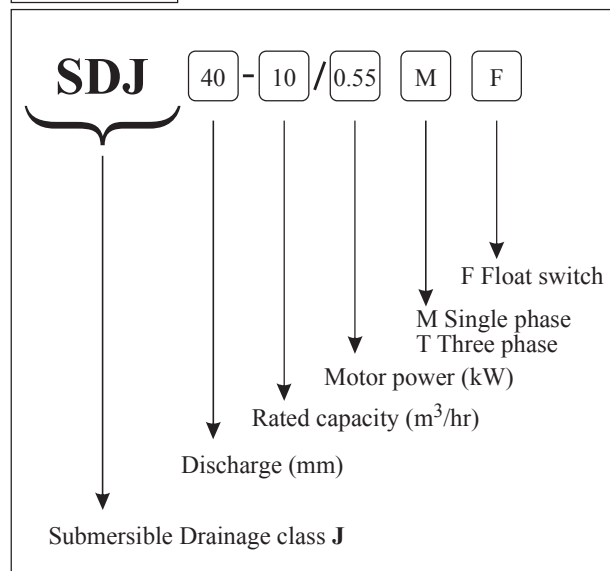 SDJ 40 - 10 / 0.55 M F
F Float switch
M Single phase
T Three phase
Motor power (kW)
Rated capacity (m³/hr)
Discharge (mm)
Submersible Drainage class J